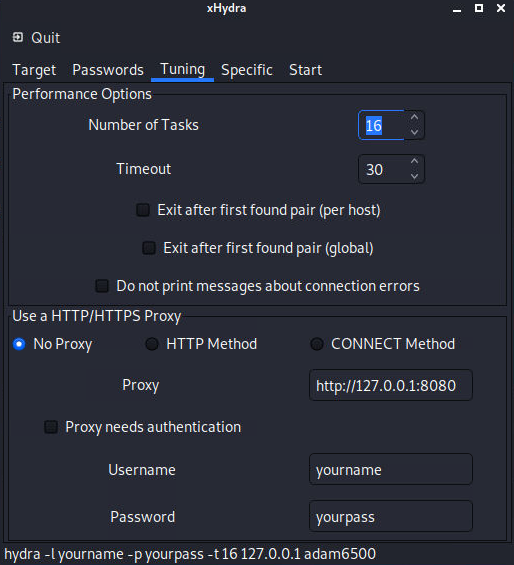 xHydra
Quit
Target Passwords Tuning Specific Start
Performance Options
Number of Tasks 16
Timeout 30
Exit after first found pair (per host)
Exit after first found pair (global)
Do not print messages about connection errors
Use a HTTP/HTTPS Proxy
No Proxy HTTP Method CONNECT Method
Proxy http://127.0.0.1:8080
Proxy needs authentication
Username yourname
Password yourpass
hydra -l yourname -p yourpass -t 16 127.0.0.1 adam6500